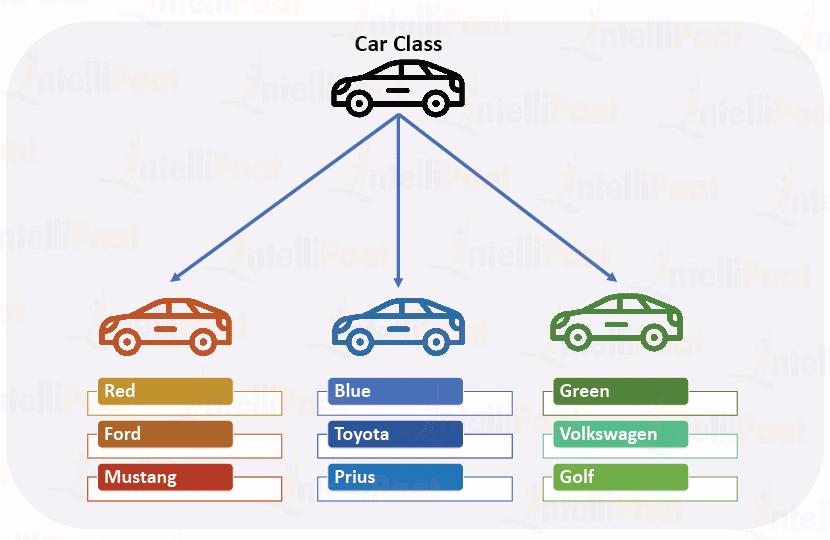 Car Class
Red
Ford
Mustang
Blue
Toyota
Prius
Green
Volkswagen
Golf